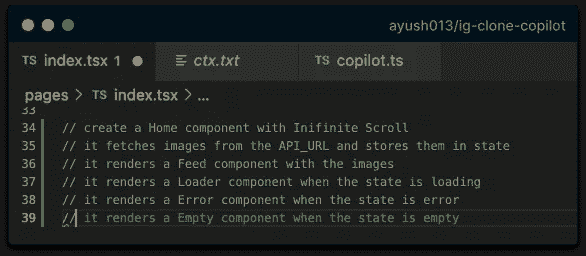 ayush013/ig-clone-copilot
TS index.tsx 1 ctx.txt TS copilot.ts
pages > TS index.tsx > ...
33
34 // create a Home component with Inifinite Scroll
35 // it fetches images from the API_URL and stores them in state
36 // it renders a Feed component with the images
37 // it renders a Loader component when the state is loading
38 // it renders a Error component when the state is error
39 // it renders a Empty component when the state is empty